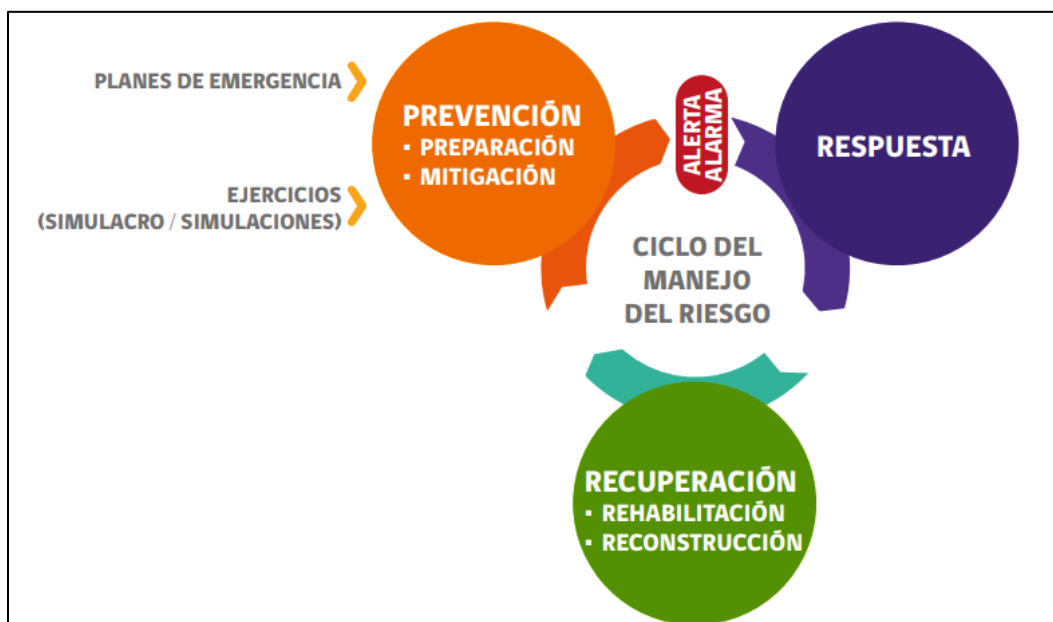 PLANES DE EMERGENCIA
EJERCICIOS
(SIMULACRO / SIMULACIONES)
PREVENCIÓN
▪ PREPARACIÓN
▪ MITIGACIÓN
ALERTA
ALARMA
RESPUESTA
CICLO DEL
MANEJO
DEL RIESGO
RECUPERACIÓN
▪ REHABILITACIÓN
▪ RECONSTRUCCIÓN